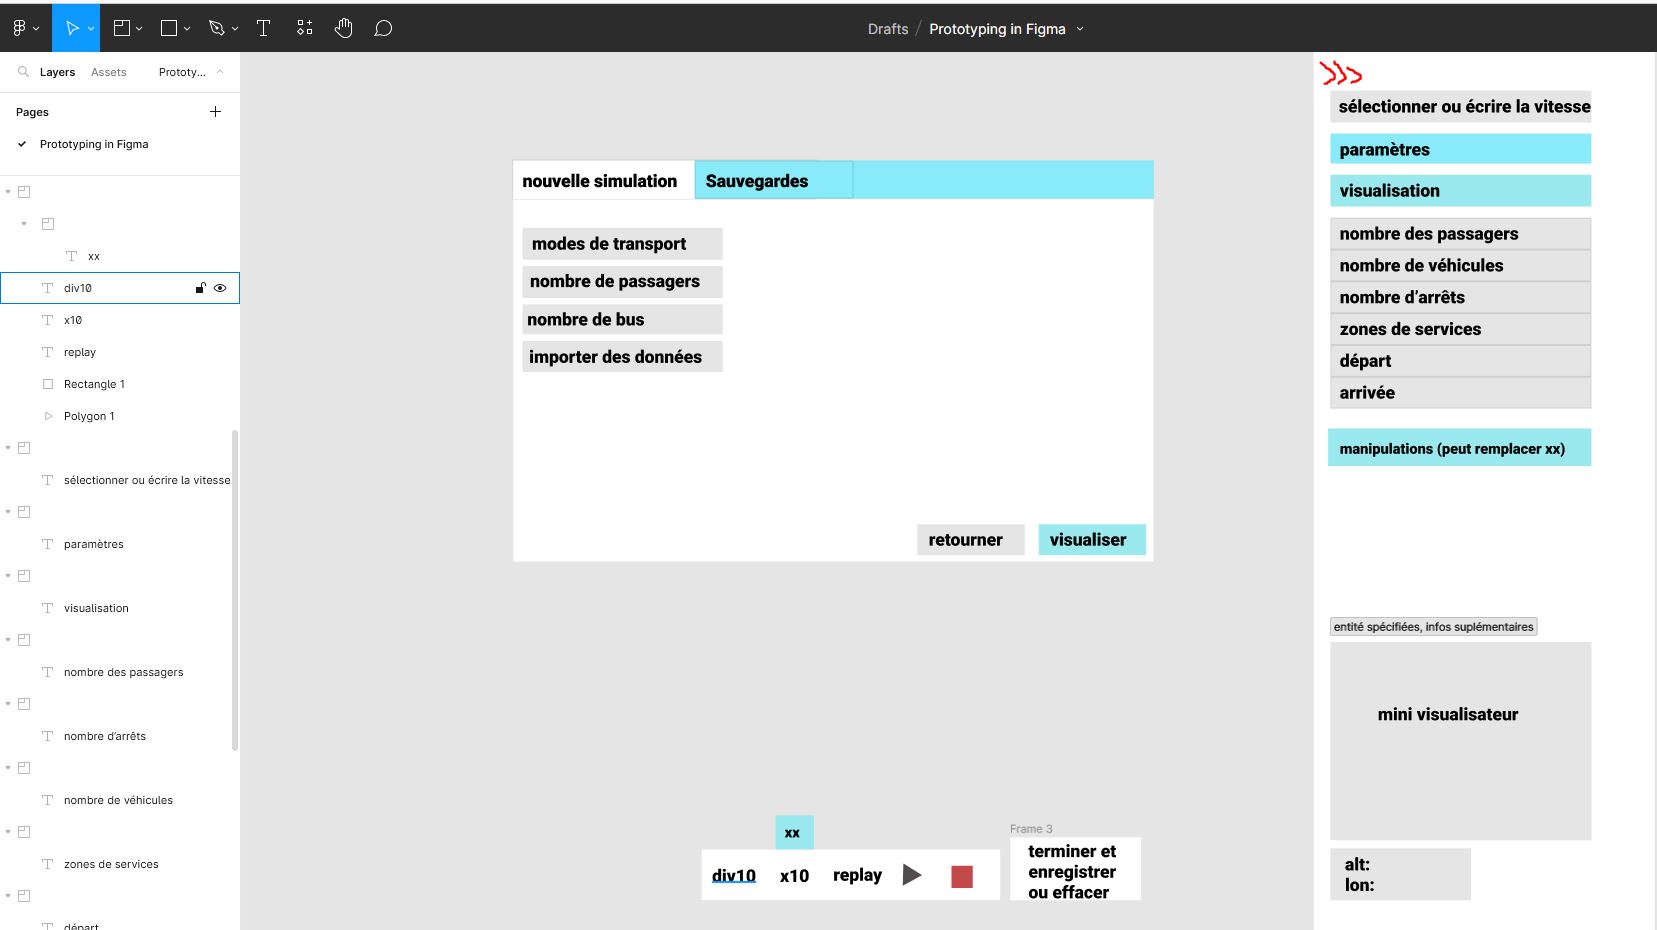 Drafts / Prototyping in Figma
Layers Assets Prototy...
Pages
Prototyping in Figma
xx
div10
x10
replay
Rectangle 1
Polygon 1
sélectionner ou écrire la vitesse
paramètres
visualisation
nombre des passagers
nombre d’arrêts
nombre de véhicules
zones de services
départ
nouvelle simulation
Sauvegardes
modes de transport
nombre de passagers
nombre de bus
importer des données
retourner
visualiser
xx
div10 x10 replay
Frame 3
terminer et
enregistrer
ou effacer
sélectionner ou écrire la vitesse
paramètres
visualisation
nombre des passagers
nombre de véhicules
nombre d’arrêts
zones de services
départ
arrivée
manipulations (peut remplacer xx)
entité spécifiées, infos suplémentaires
mini visualisateur
alt:
lon: